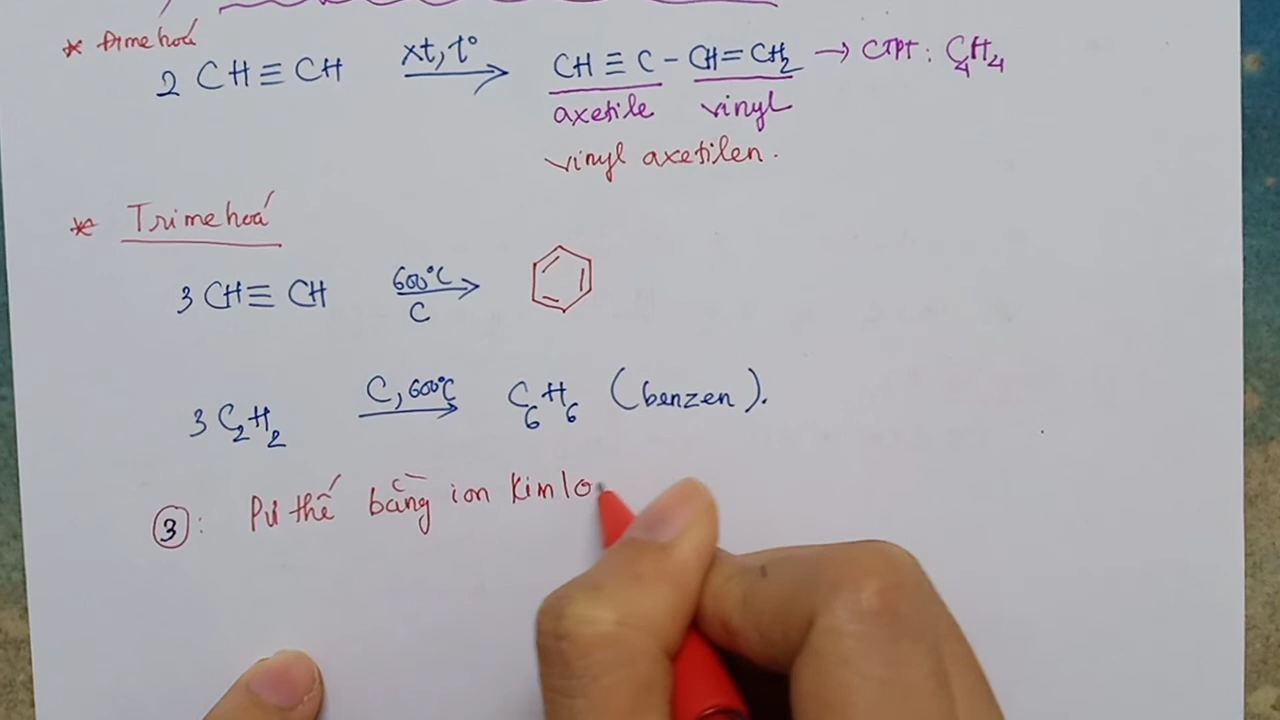 * Đime hoá
2 CH ≡ CH xt, t° → CH ≡ C - CH = CH₂ → CTPT : C₄H₄
axetile vinyl
vinyl axetilen.
* Trime hoá
3 CH ≡ CH 600°C → C
3 C₂H₂ C, 600°C → C₆H₆ (benzen).
③: Pư thế bằng ion kim lo